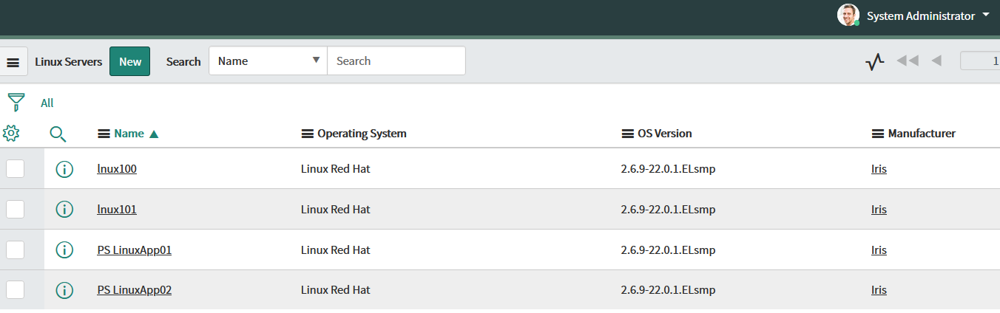 System Administrator
Linux Servers New Search Name Search 1
All
Name Operating System OS Version Manufacturer
lnux100 Linux Red Hat 2.6.9-22.0.1.ELsmp Iris
lnux101 Linux Red Hat 2.6.9-22.0.1.ELsmp Iris
PS LinuxApp01 Linux Red Hat 2.6.9-22.0.1.ELsmp Iris
PS LinuxApp02 Linux Red Hat 2.6.9-22.0.1.ELsmp Iris